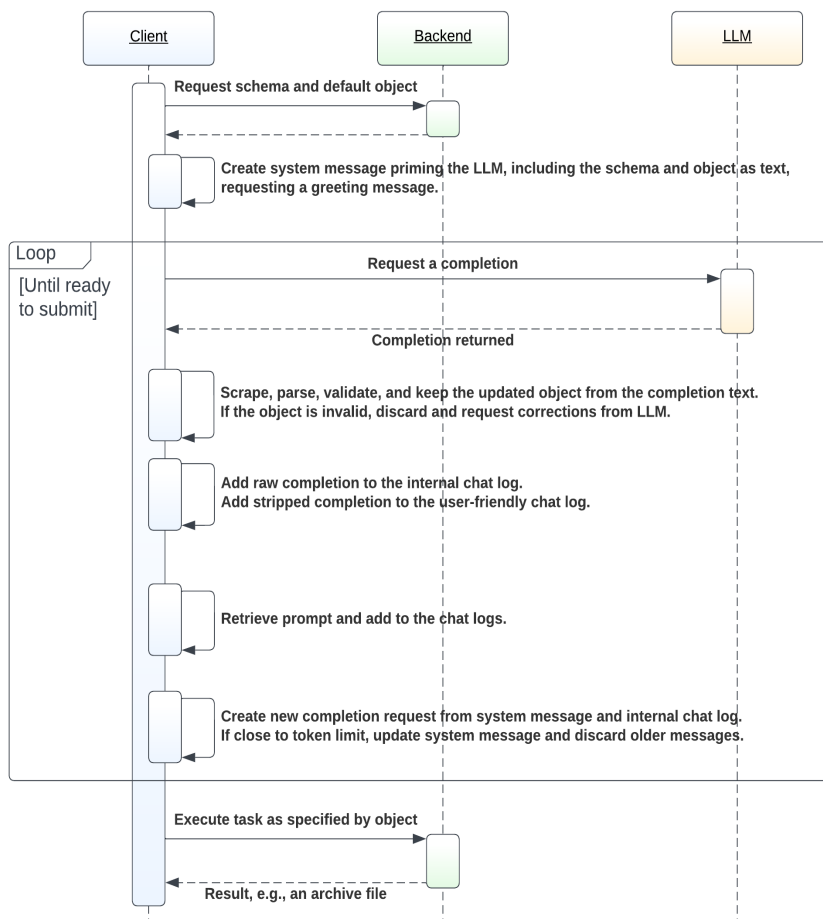 Client
Backend
LLM
Request schema and default object
Create system message priming the LLM, including the schema and object as text,
requesting a greeting message.
Loop
[Until ready
to submit]
Request a completion
Completion returned
Scrape, parse, validate, and keep the updated object from the completion text.
If the object is invalid, discard and request corrections from LLM.
Add raw completion to the internal chat log.
Add stripped completion to the user-friendly chat log.
Retrieve prompt and add to the chat logs.
Create new completion request from system message and internal chat log.
If close to token limit, update system message and discard older messages.
Execute task as specified by object
Result, e.g., an archive file